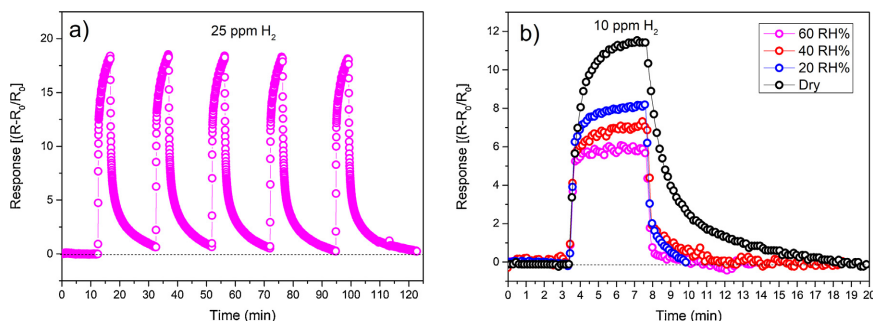 a)
25 ppm H₂
Response [(R-R₀/R₀)]
20
15
10
5
0
0 10 20 30 40 50 60 70 80 90 100 110 120
Time (min)
b)
10 ppm H₂
60 RH%
40 RH%
20 RH%
Dry
Response [(R-R₀/R₀)]
12
10
8
6
4
2
0
-2
0 1 2 3 4 5 6 7 8 9 10 11 12 13 14 15 16 17 18 19 20
Time (min)